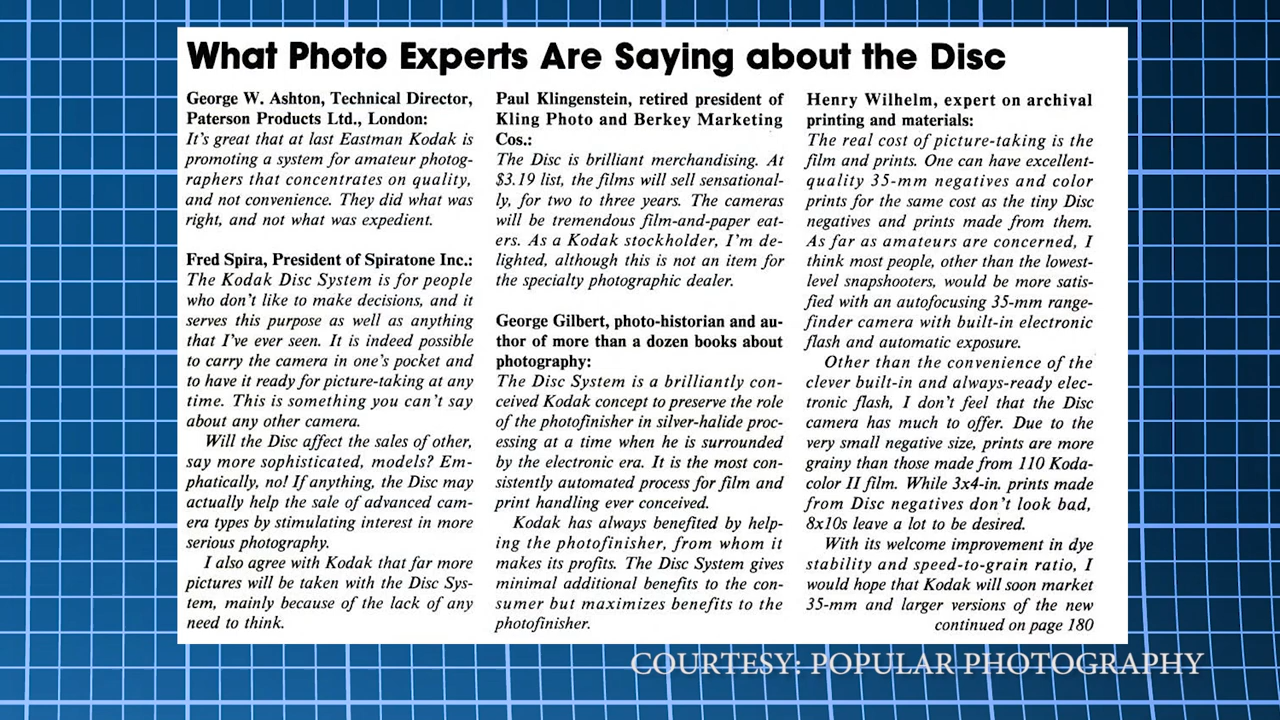 What Photo Experts Are Saying about the Disc
George W. Ashton, Technical Director,
Paterson Products Ltd., London:
It's great that at last Eastman Kodak is
promoting a system for amateur photog-
raphers that concentrates on quality,
and not convenience. They did what was
right, and not what was expedient.
Fred Spira, President of Spiratone Inc.:
The Kodak Disc System is for people
who don't like to make decisions, and it
serves this purpose as well as anything
that I've ever seen. It is indeed possible
to carry the camera in one's pocket and
to have it ready for picture-taking at any
time. This is something you can't say
about any other camera.
Will the Disc affect the sales of other,
say more sophisticated, models? Em-
phatically, no! If anything, the Disc may
actually help the sale of advanced cam-
era types by stimulating interest in more
serious photography.
I also agree with Kodak that far more
pictures will be taken with the Disc Sys-
tem, mainly because of the lack of any
need to think.
Paul Klingenstein, retired president of
Kling Photo and Berkey Marketing
Cos.:
The Disc is brilliant merchandising. At
$3.19 list, the films will sell sensational-
ly, for two to three years. The cameras
will be tremendous film-and-paper eat-
ers. As a Kodak stockholder, I'm de-
lighted, although this is not an item for
the specialty photographic dealer.
George Gilbert, photo-historian and au-
thor of more than a dozen books about
photography:
The Disc System is a brilliantly con-
ceived Kodak concept to preserve the role
of the photofinisher in silver-halide proc-
essing at a time when he is surrounded
by the electronic era. It is the most con-
sistently automated process for film and
print handling ever conceived.
Kodak has always benefited by help-
ing the photofinisher, from whom it
makes its profits. The Disc System gives
minimal additional benefits to the con-
sumer but maximizes benefits to the
photofinisher.
Henry Wilhelm, expert on archival
printing and materials:
The real cost of picture-taking is the
film and prints. One can have excellent-
quality 35-mm negatives and color
prints for the same cost as the tiny Disc
negatives and prints made from them.
As far as amateurs are concerned, I
think most people, other than the lowest-
level snapshooters, would be more satis-
fied with an autofocusing 35-mm range-
finder camera with built-in electronic
flash and automatic exposure.
Other than the convenience of the
clever built-in and always-ready elec-
tronic flash, I don't feel that the Disc
camera has much to offer. Due to the
very small negative size, prints are more
grainy than those made from 110 Koda-
color II film. While 3x4-in. prints made
from Disc negatives don't look bad,
8x10s leave a lot to be desired.
With its welcome improvement in dye
stability and speed-to-grain ratio, I
would hope that Kodak will soon market
35-mm and larger versions of the new
continued on page 180
COURTESY: POPULAR PHOTOGRAPHY